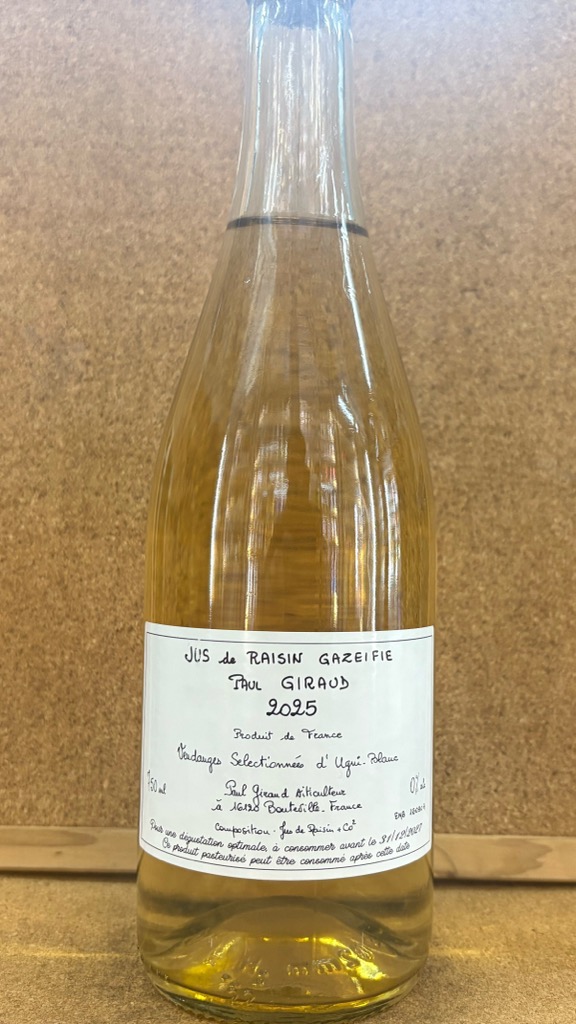 JUS de RAISIN GAZEIFIE
PAUL GIRAUD
2025
Produit de France
Vendanges Selectionnées d'Ugni-Blanc
750 ml
0% alc
Paul Giraud Viticulteur
à 16120 Bouteville-France
EMB
Composition - Jus de Raisin + Co²
Pour une dégustation optimale, à consommer avant le 31/12/2027
Ce produit pasteurisé peut être consommé après cette date